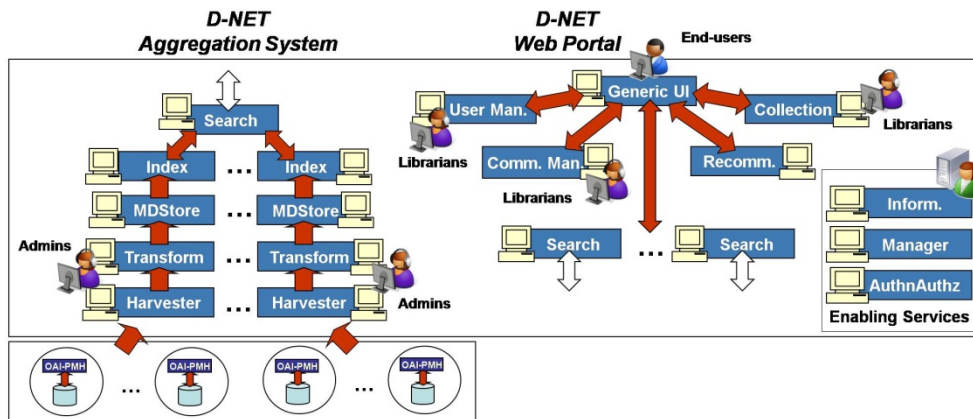 D-NET
Aggregation System
D-NET
Web Portal
End-users
Search
Generic UI
User Man.
Collection
Librarians
Librarians
Index
...
Index
Comm. Man.
Recomm.
Librarians
MDStore
...
MDStore
Inform.
Admins
Transform
...
Transform
Search
...
Search
Manager
Harvester
...
Harvester
Admins
AuthnAuthz
Enabling Services
OAI-PMH
...
OAI-PMH
OAI-PMH
...
OAI-PMH